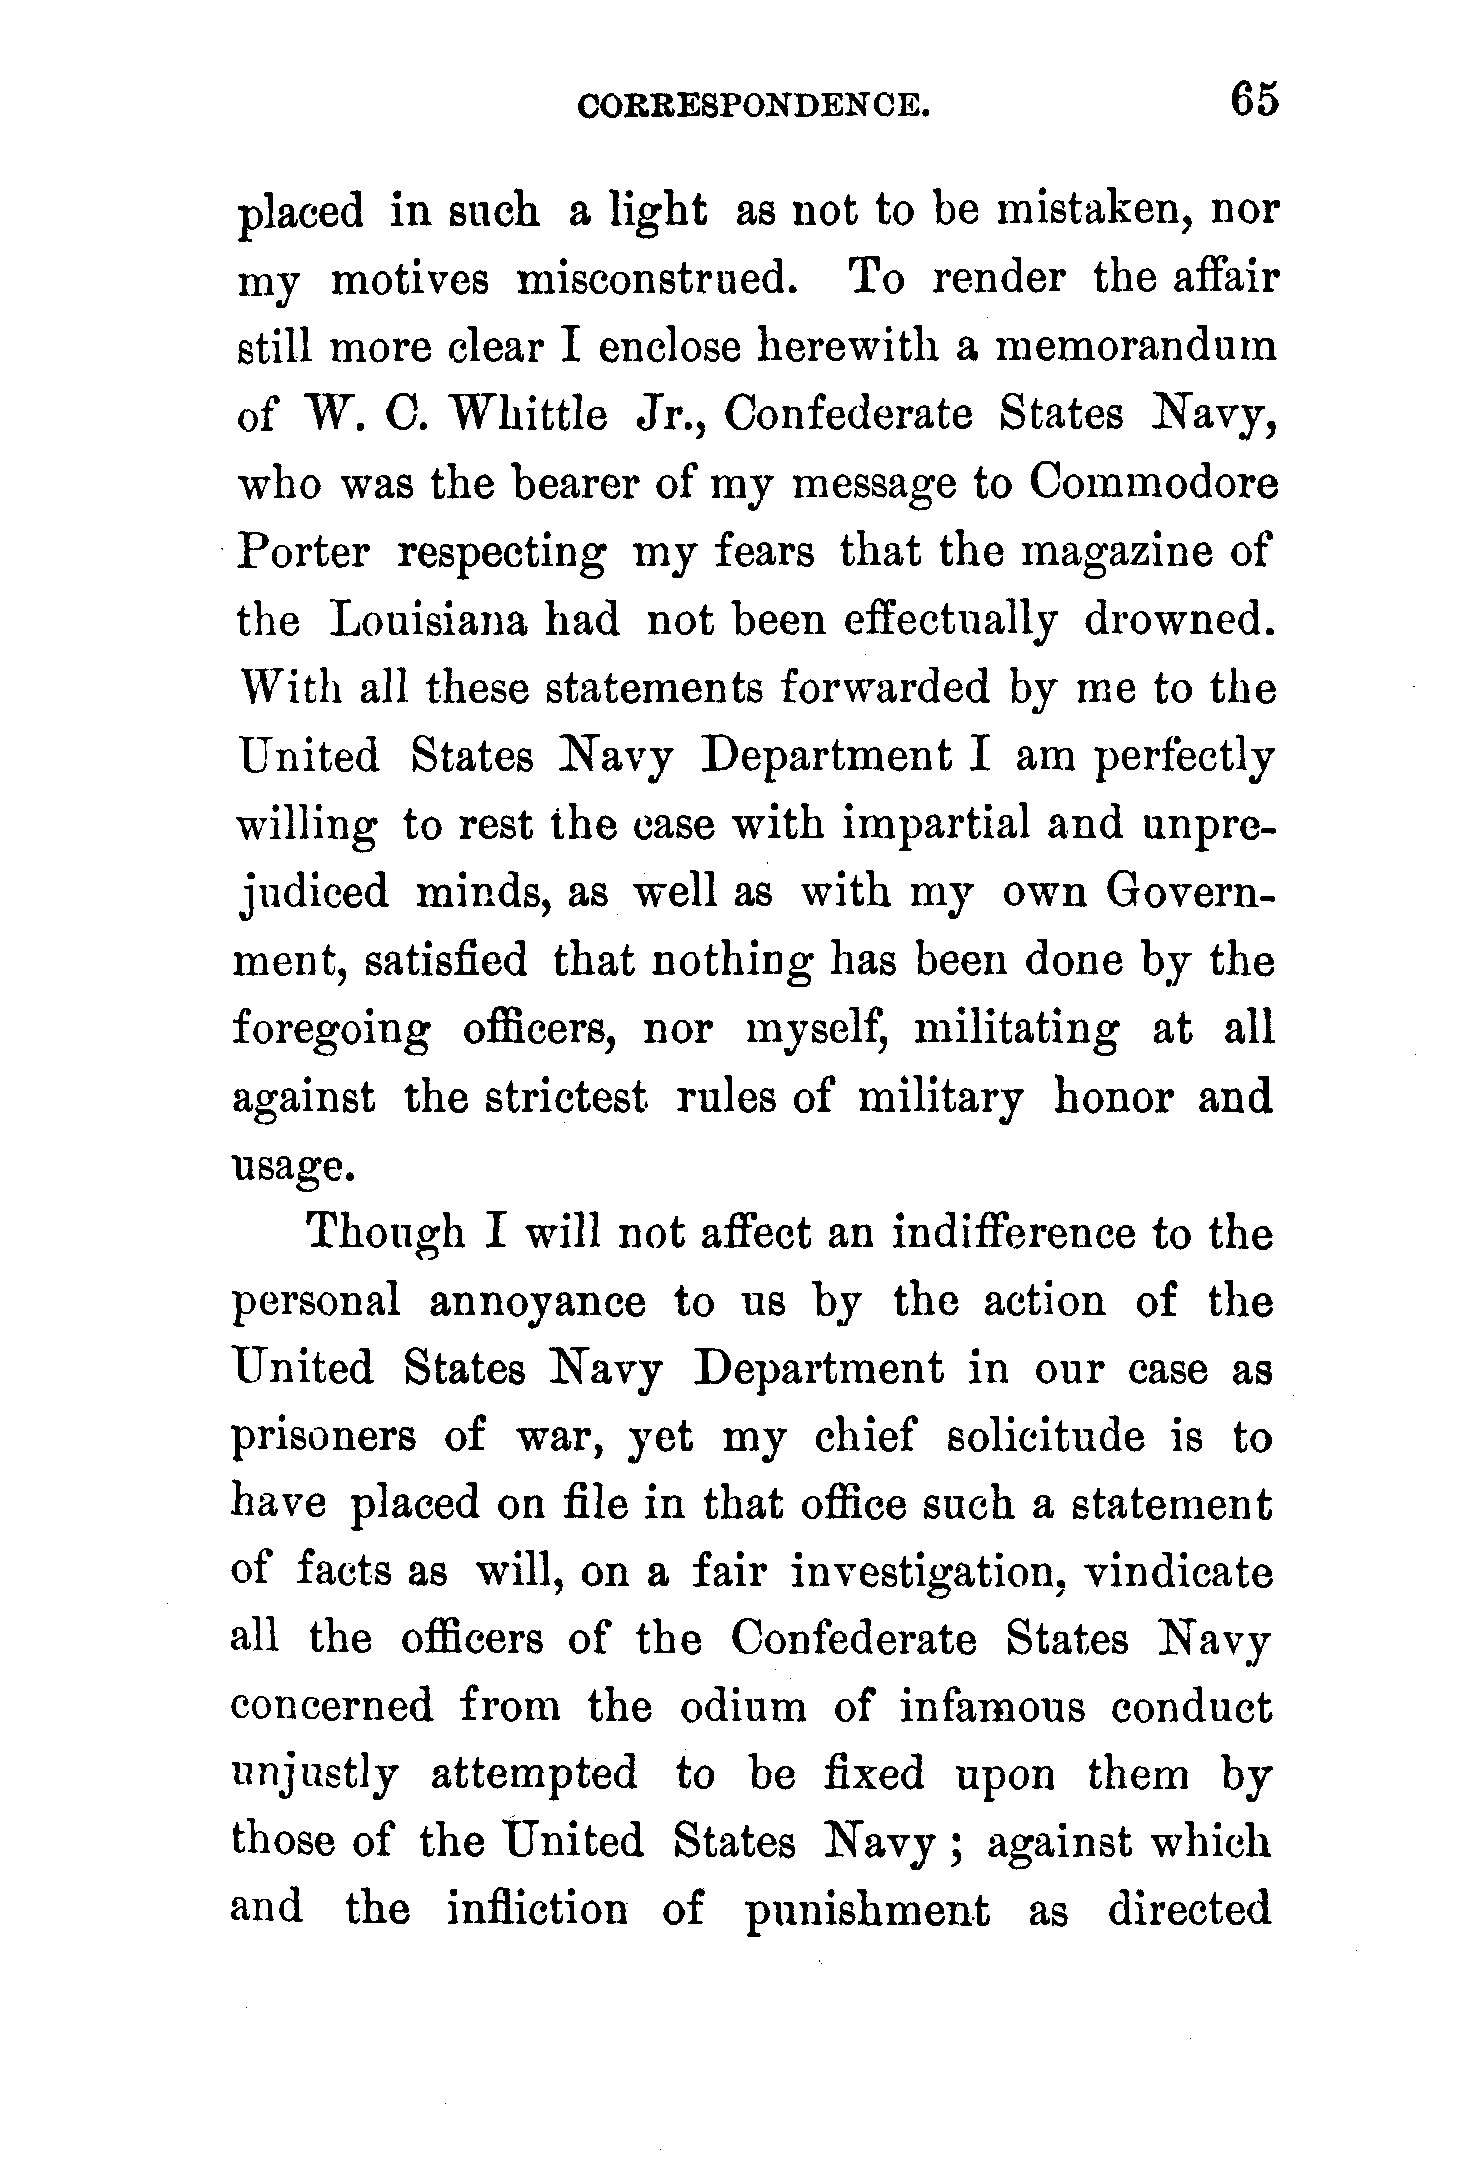 CORRESPONDENCE. 65
placed in such a light as not to be mistaken, nor
my motives misconstrued. To render the affair
still more clear I enclose herewith a memorandum
of W. C. Whittle Jr., Confederate States Navy,
who was the bearer of my message to Commodore
Porter respecting my fears that the magazine of
the Louisiana had not been effectually drowned.
With all these statements forwarded by me to the
United States Navy Department I am perfectly
willing to rest the case with impartial and unpre-
judiced minds, as well as with my own Govern-
ment, satisfied that nothing has been done by the
foregoing officers, nor myself, militating at all
against the strictest rules of military honor and
usage.
Though I will not affect an indifference to the
personal annoyance to us by the action of the
United States Navy Department in our case as
prisoners of war, yet my chief solicitude is to
have placed on file in that office such a statement
of facts as will, on a fair investigation, vindicate
all the officers of the Confederate States Navy
concerned from the odium of infamous conduct
unjustly attempted to be fixed upon them by
those of the United States Navy ; against which
and the infliction of punishment as directed